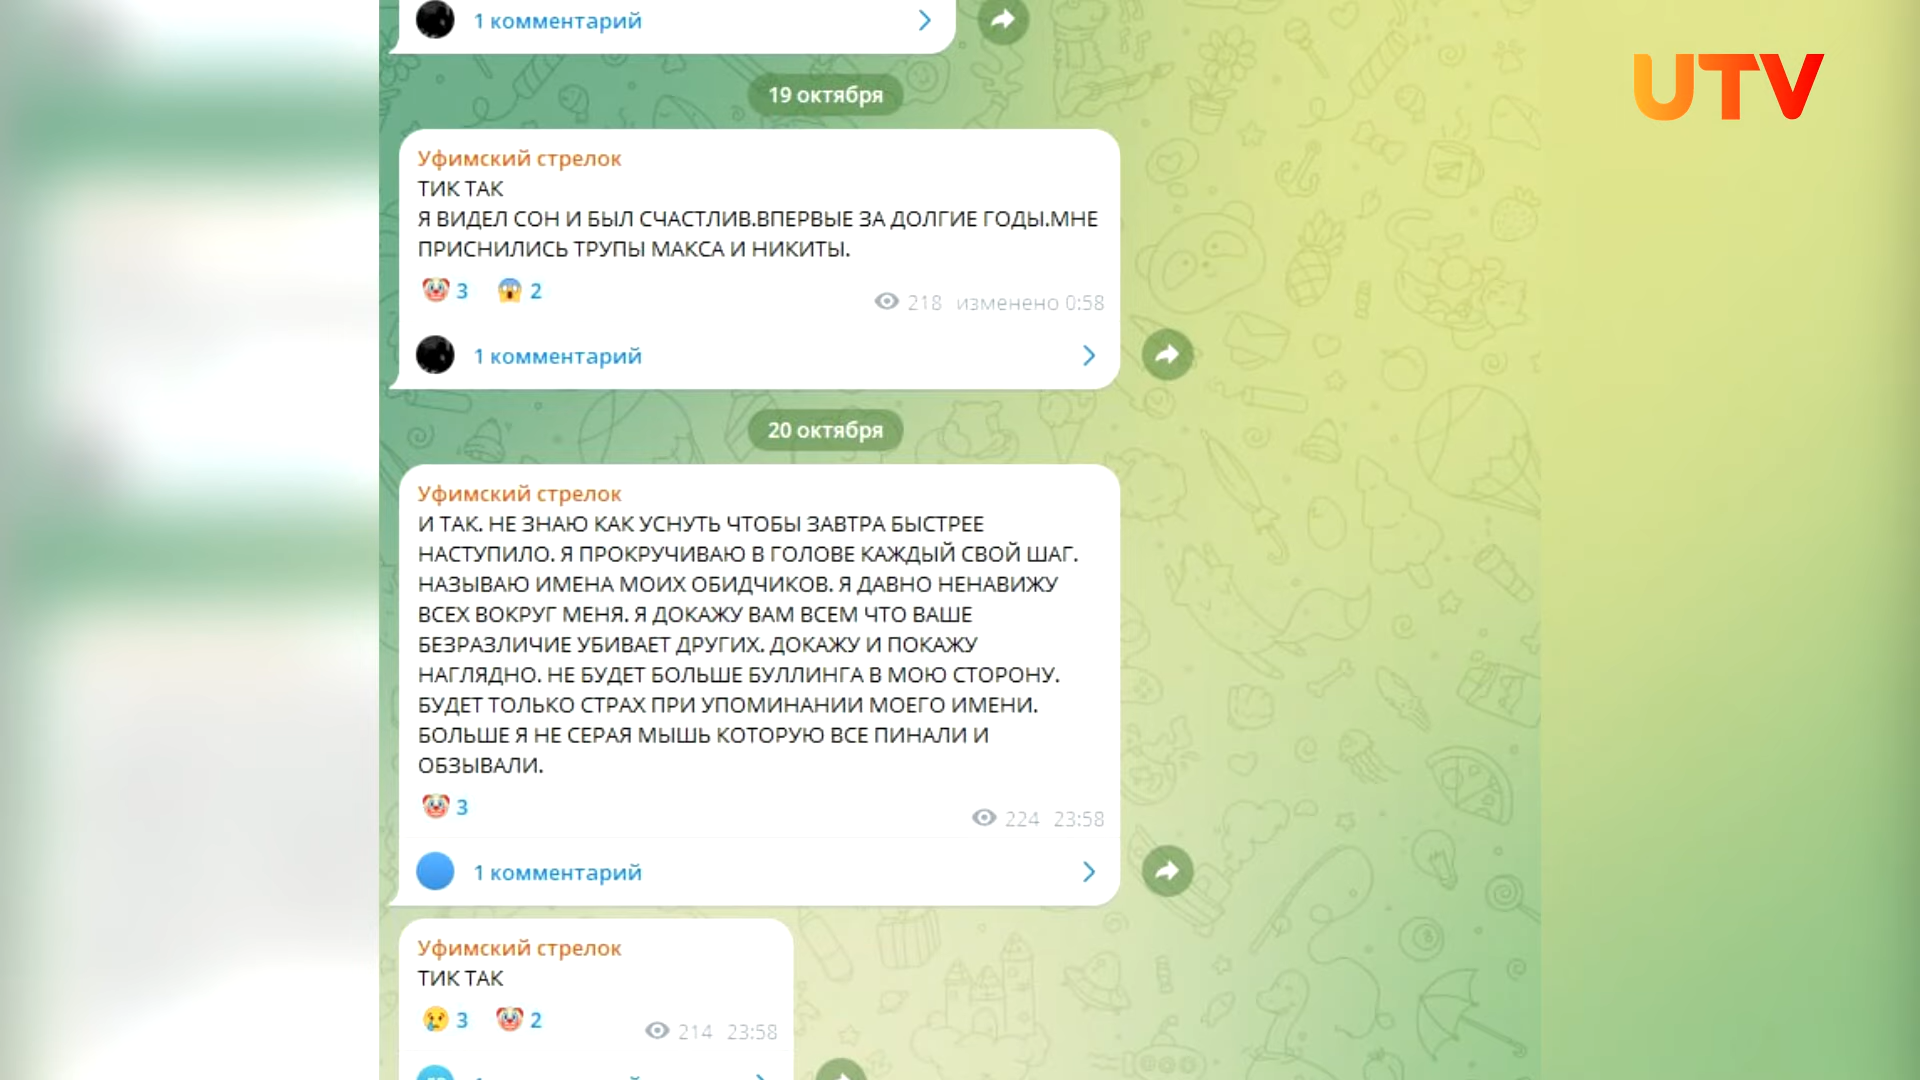 1 комментарий
UTV
19 октября
Уфимский стрелок
ТИК ТАК
Я ВИДЕЛ СОН И БЫЛ СЧАСТЛИВ.ВПЕРВЫЕ ЗА ДОЛГИЕ ГОДЫ.МНЕ
ПРИСНИЛИСЬ ТРУПЫ МАКСА И НИКИТЫ.
3 2
218 изменено 0:58
1 комментарий
20 октября
Уфимский стрелок
И ТАК. НЕ ЗНАЮ КАК УСНУТЬ ЧТОБЫ ЗАВТРА БЫСТРЕЕ
НАСТУПИЛО. Я ПРОКРУЧИВАЮ В ГОЛОВЕ КАЖДЫЙ СВОЙ ШАГ.
НАЗЫВАЮ ИМЕНА МОИХ ОБИДЧИКОВ. Я ДАВНО НЕНАВИЖУ
ВСЕХ ВОКРУГ МЕНЯ. Я ДОКАЖУ ВАМ ВСЕМ ЧТО ВАШЕ
БЕЗРАЗЛИЧИЕ УБИВАЕТ ДРУГИХ. ДОКАЖУ И ПОКАЖУ
НАГЛЯДНО. НЕ БУДЕТ БОЛЬШЕ БУЛЛИНГА В МОЮ СТОРОНУ.
БУДЕТ ТОЛЬКО СТРАХ ПРИ УПОМИНАНИИ МОЕГО ИМЕНИ.
БОЛЬШЕ Я НЕ СЕРАЯ МЫШЬ КОТОРУЮ ВСЕ ПИНАЛИ И
ОБЗЫВАЛИ.
3
224 23:58
1 комментарий
Уфимский стрелок
ТИК ТАК
3 2
214 23:58